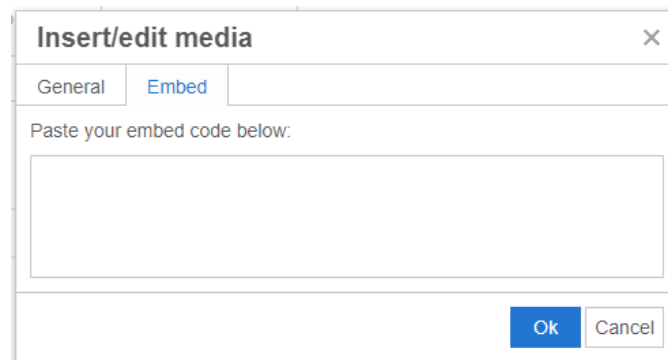 Insert/edit media
General
Embed
Paste your embed code below:
Ok
Cancel